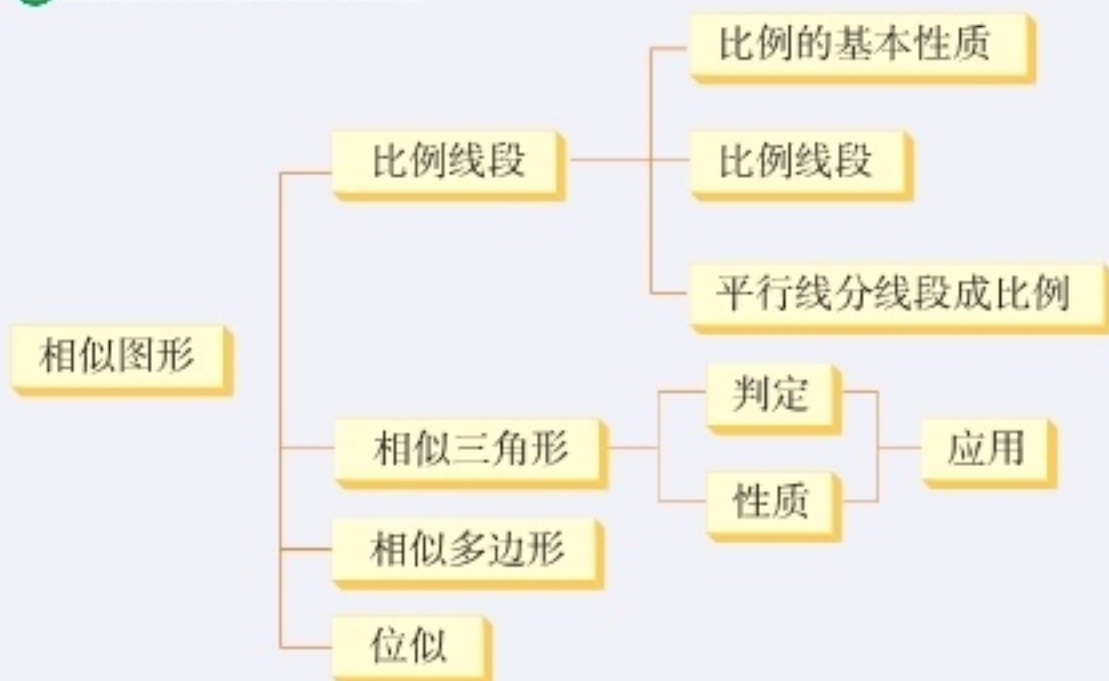 相似图形
比例线段
比例的基本性质
比例线段
平行线分线段成比例
相似三角形
判定
性质
应用
相似多边形
位似